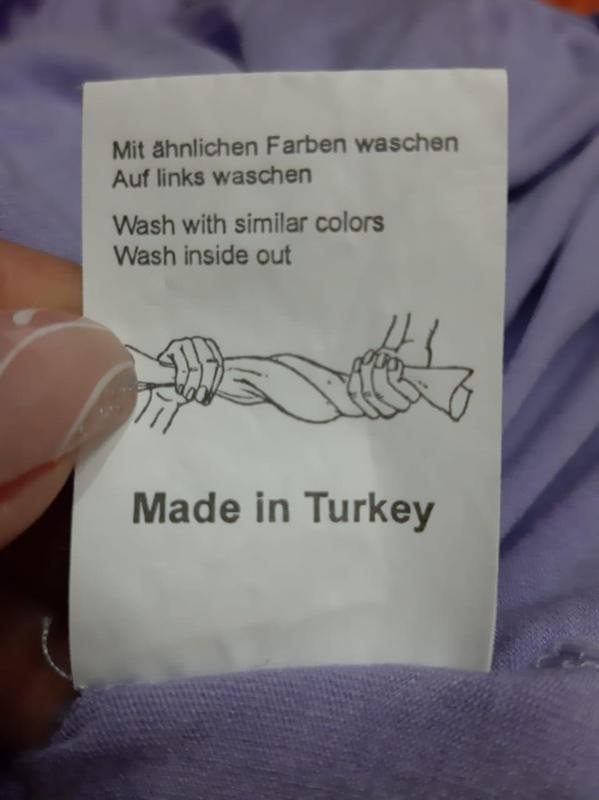 Mit ähnlichen Farben waschen
Auf links waschen
Wash with similar colors
Wash inside out
Made in Turkey